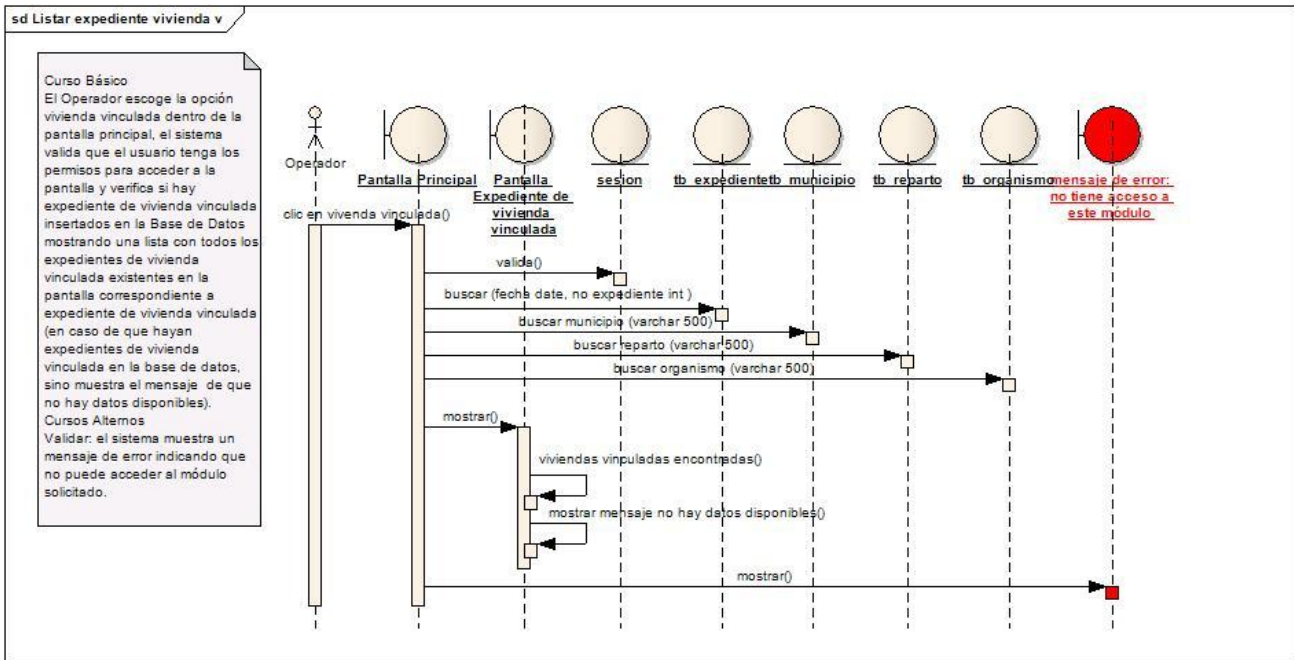 sd Listar expediente vivienda v
Curso Básico
El Operador escoge la opción
vivienda vinculada dentro de la
pantalla principal, el sistema
valida que el usuario tenga los
permisos para acceder a la
pantalla y verifica si hay
expediente de vivienda vinculada
insertados en la Base de Datos
mostrando una lista con todos los
expedientes de vivienda
vinculada existentes en la
pantalla correspondiente a
expediente de vivienda vinculada
(en caso de que hayan
expedientes de vivienda
vinculada en la base de datos,
sino muestra el mensaje de que
no hay datos disponibles).
Cursos Alternos
Validar: el sistema muestra un
mensaje de error indicando que
no puede acceder al módulo
solicitado.
Operador
Pantalla Principal
Pantalla
Expediente de
vivienda
vinculada
sesion
tb_expediente
tb_municipio
tb_reparto
tb_organismo
mensaje de error:
no tiene acceso a
este módulo
clic en vivenda vinculada()
valida()
buscar (fecha date, no expediente int )
buscar municipio (varchar 500)
buscar reparto (varchar 500)
buscar organismo (varchar 500)
mostrar()
viviendas vinculadas encontradas()
mostrar mensaje no hay datos disponibles()
mostrar()